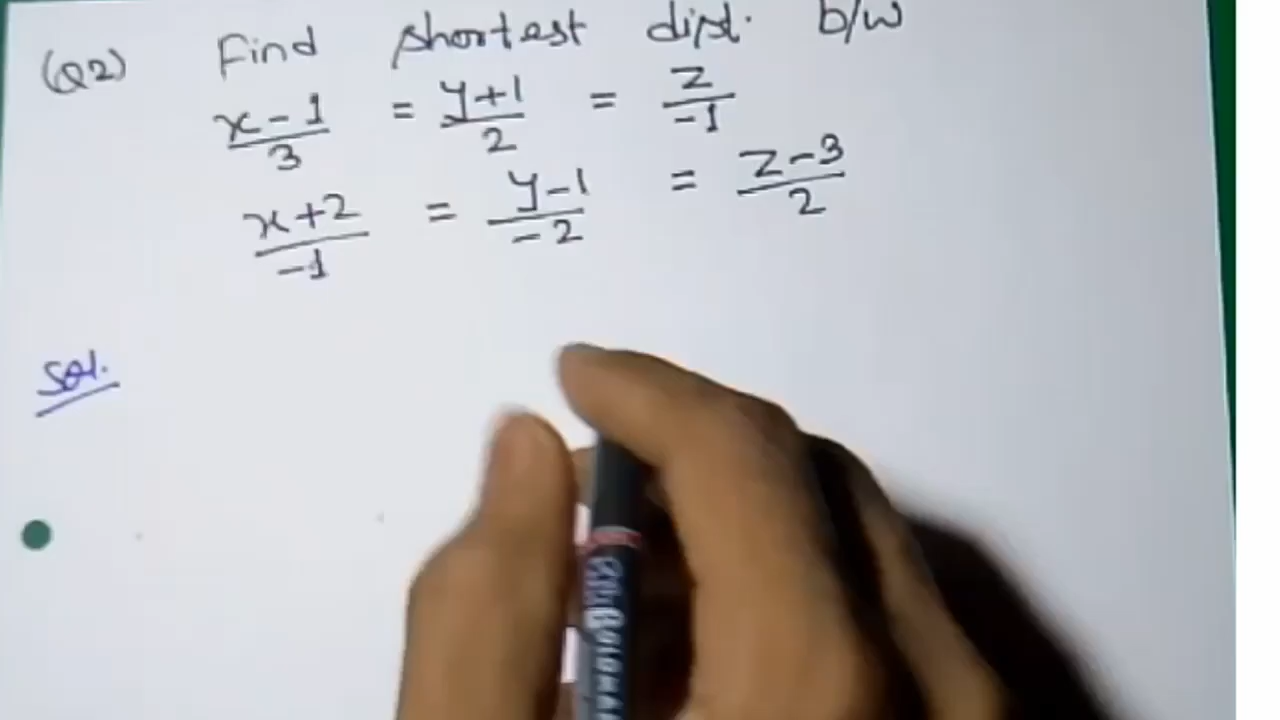 (Q2) Find shortest dist. b/w
x-1/3 = y+1/2 = z/-1
x+2/-1 = y-1/-2 = z-3/2
Sol.